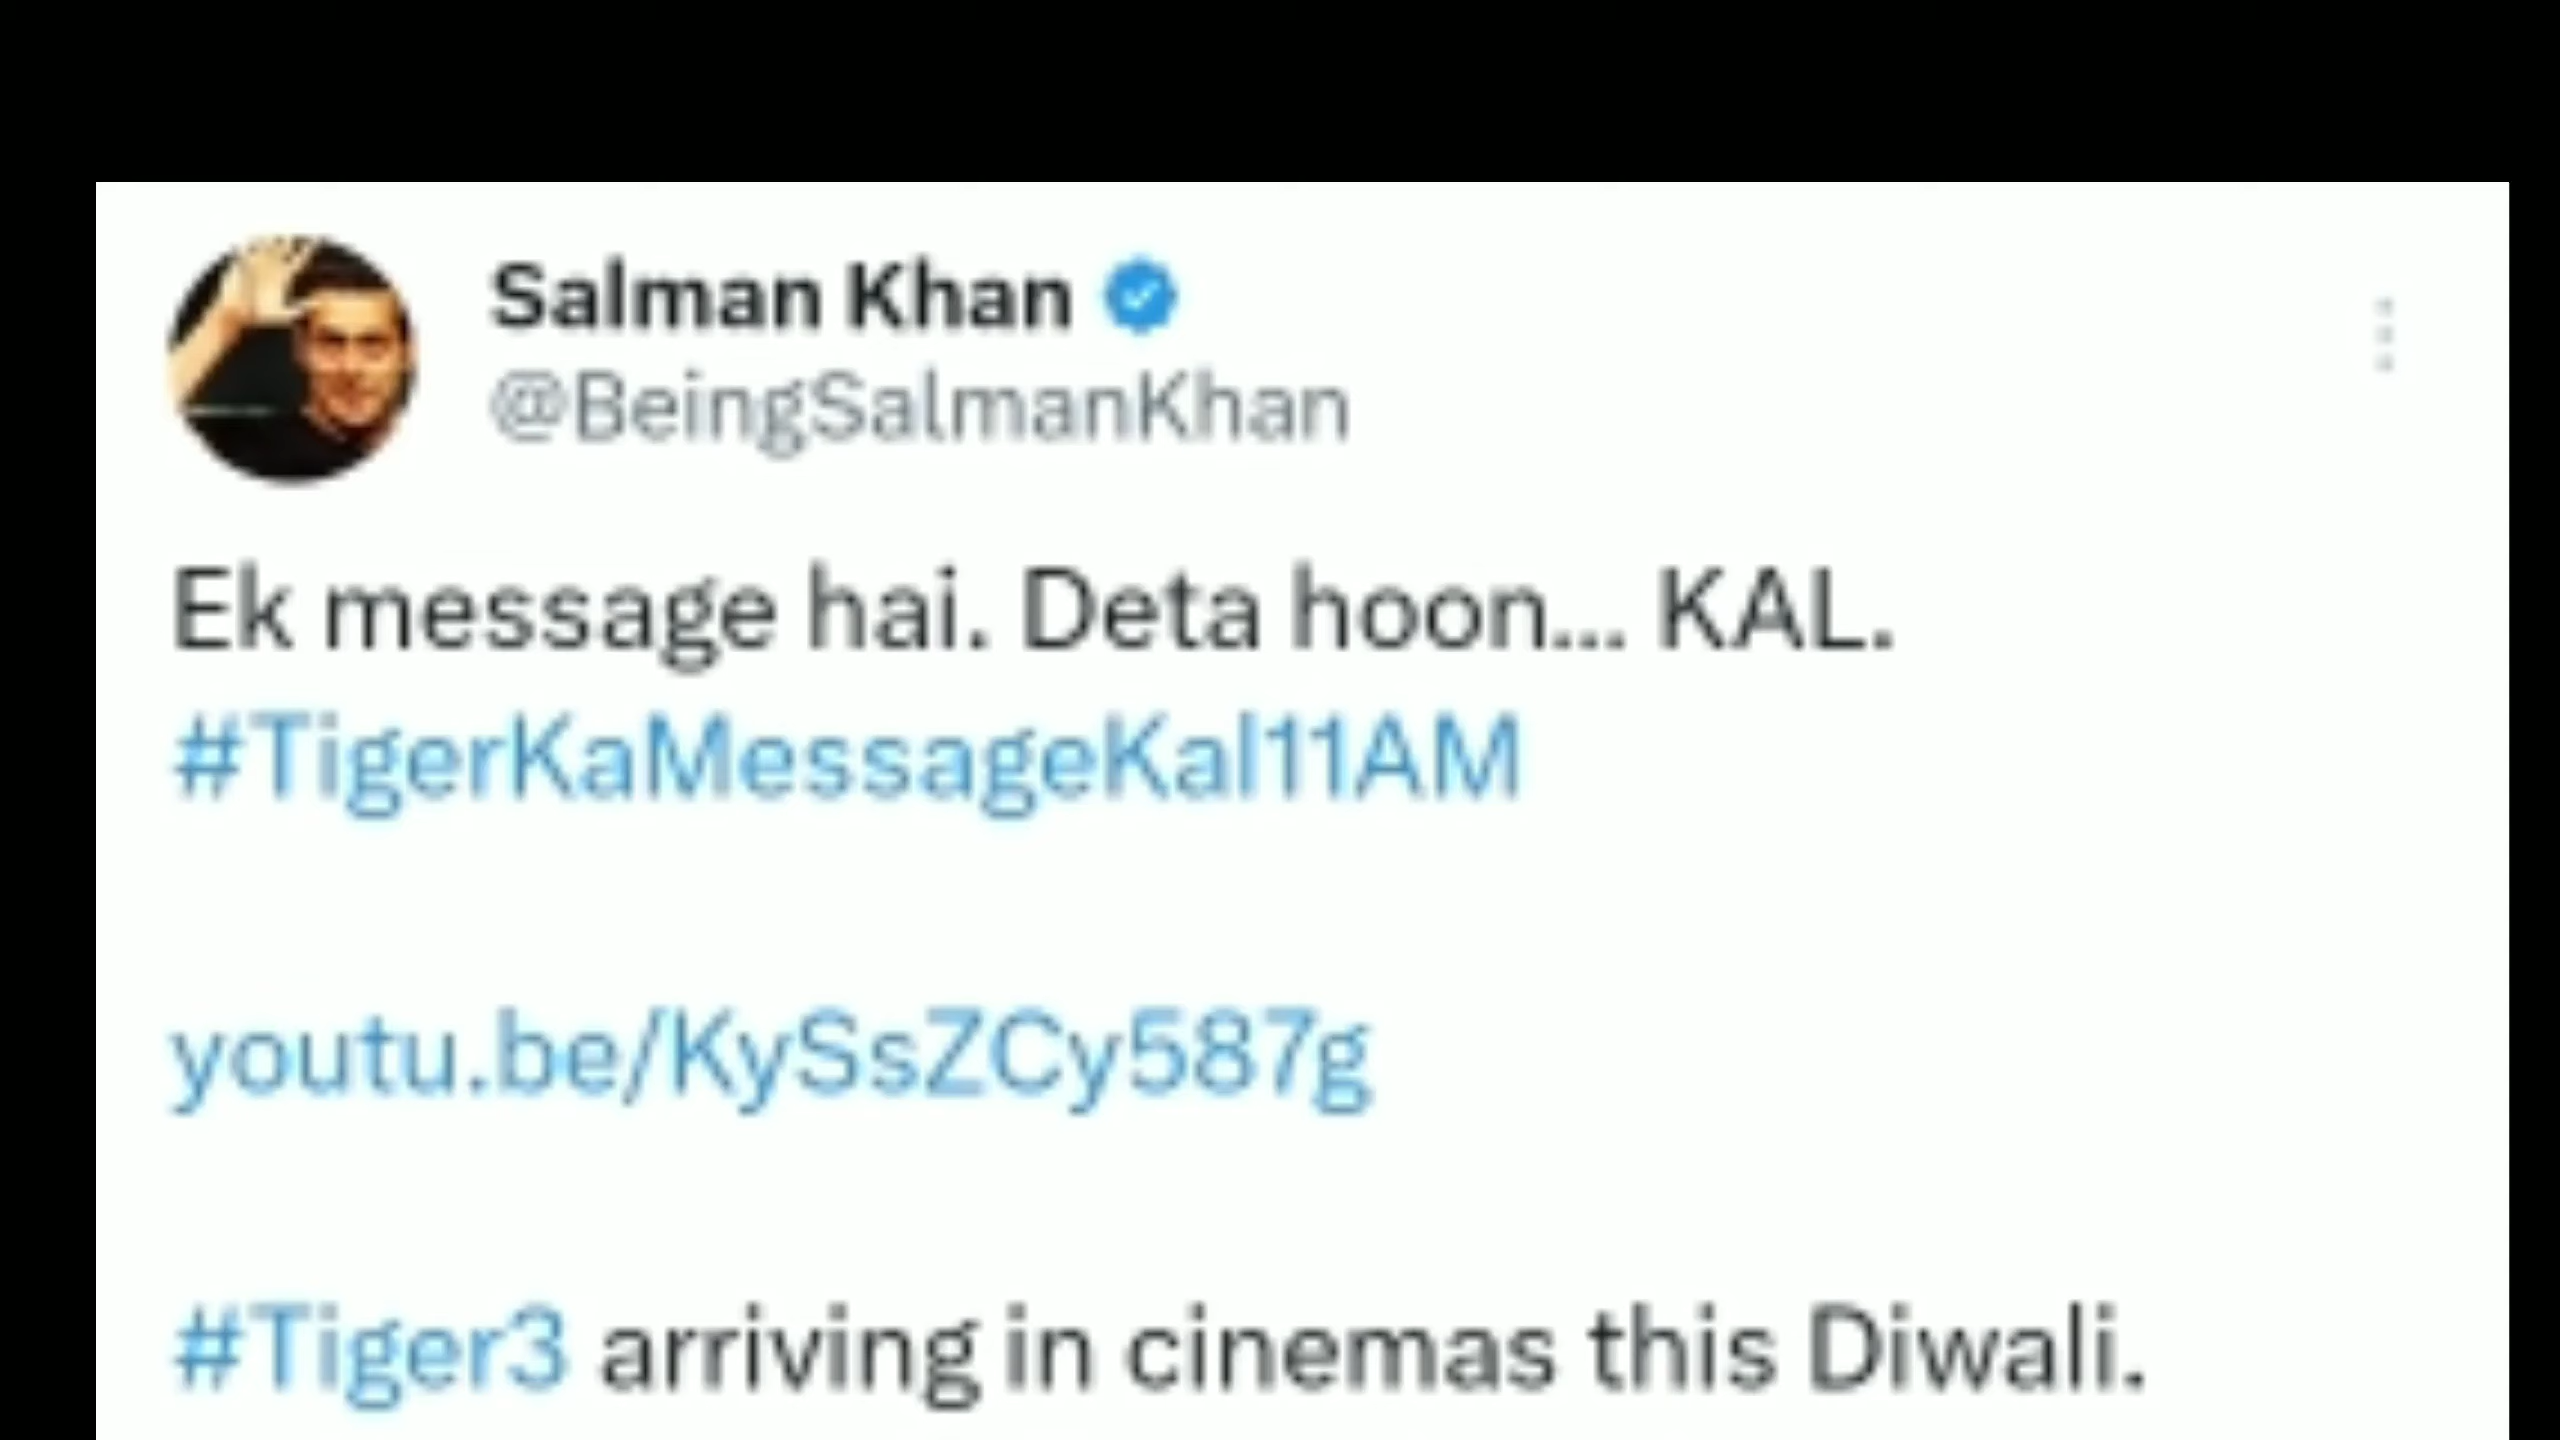 Salman Khan
@BeingSalmanKhan
Ek message hai. Deta hoon... KAL.
#TigerKaMessageKal11AM
youtu.be/KySsZCy587g
#Tiger3 arriving in cinemas this Diwali.